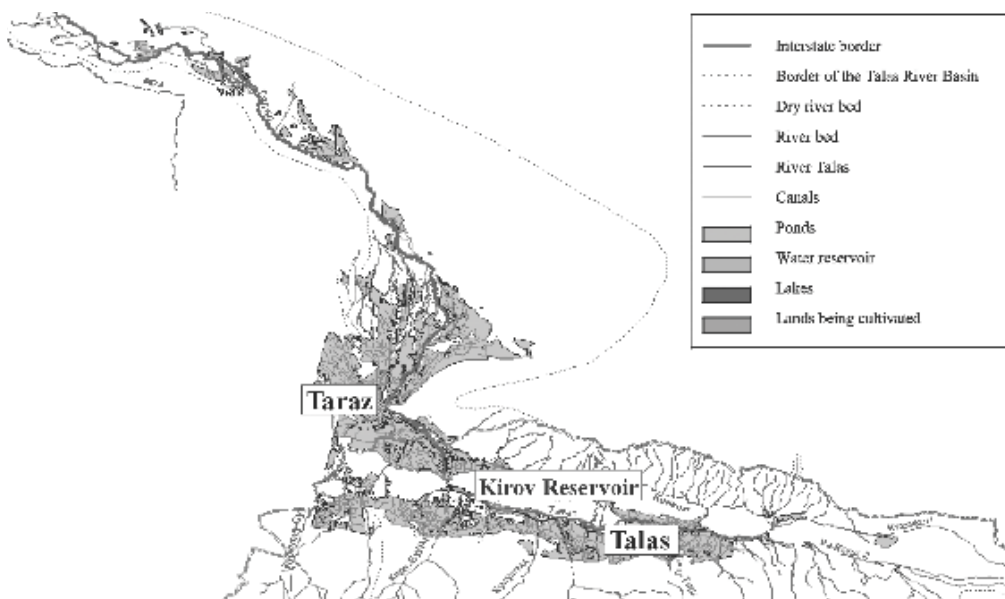 Interstate border
Border of the Talas River Basin
Dry river bed
River bed
River Talas
Canals
Ponds
Water reservoir
Lakes
Lands being cultivated
Taraz
Kirov Reservoir
Talas